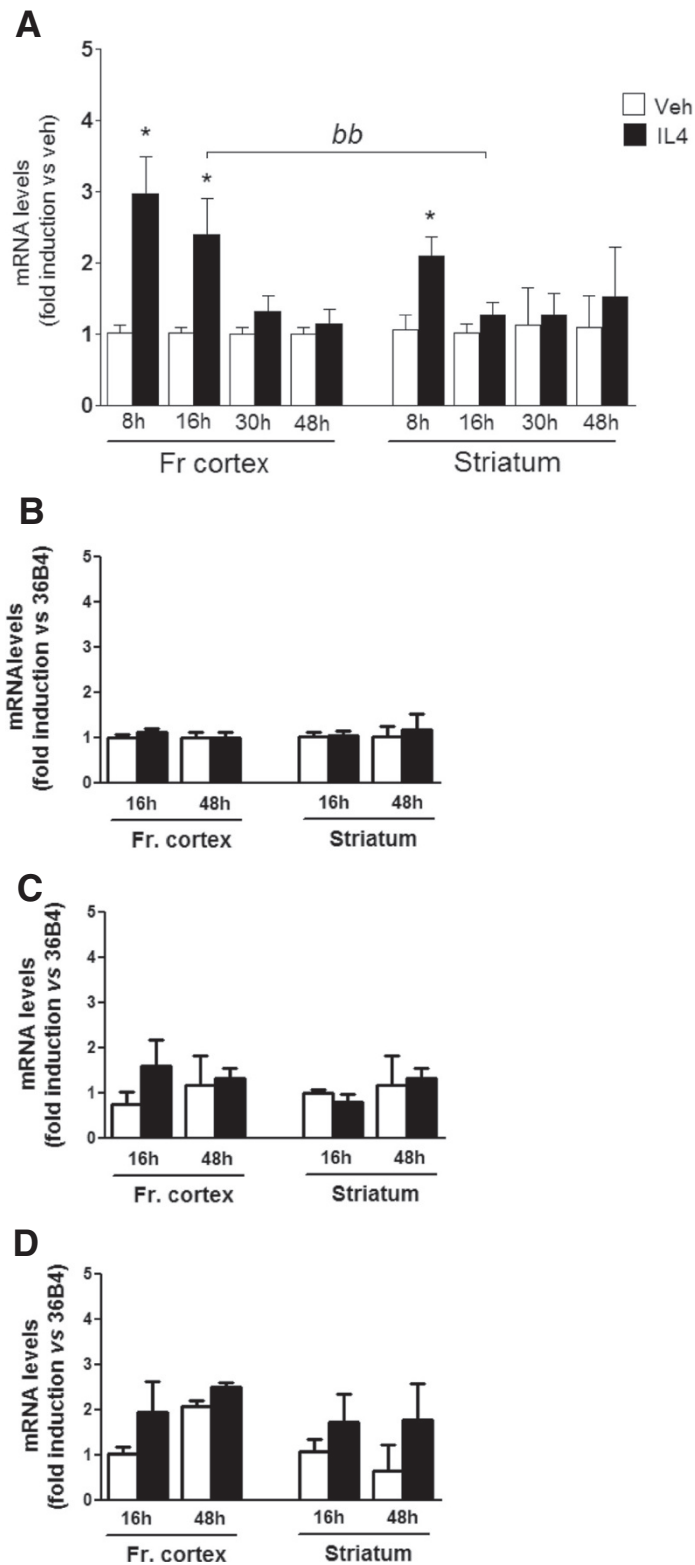 A
5
4
3
2
1
0
mRNA levels
(fold induction vs veh)
* * bb *
Veh
IL4
8h 16h 30h 48h 8h 16h 30h 48h
Fr cortex Striatum
B
5
4
3
2
1
0
mRNAlevels
(fold induction vs 36B4)
16h 48h 16h 48h
Fr. cortex Striatum
C
5
4
3
2
1
0
mRNA levels
(fold induction vs 36B4)
16h 48h 16h 48h
Fr. cortex Striatum
D
5
4
3
2
1
0
mRNA levels
(fold induction vs 36B4)
16h 48h 16h 48h
Fr. cortex Striatum